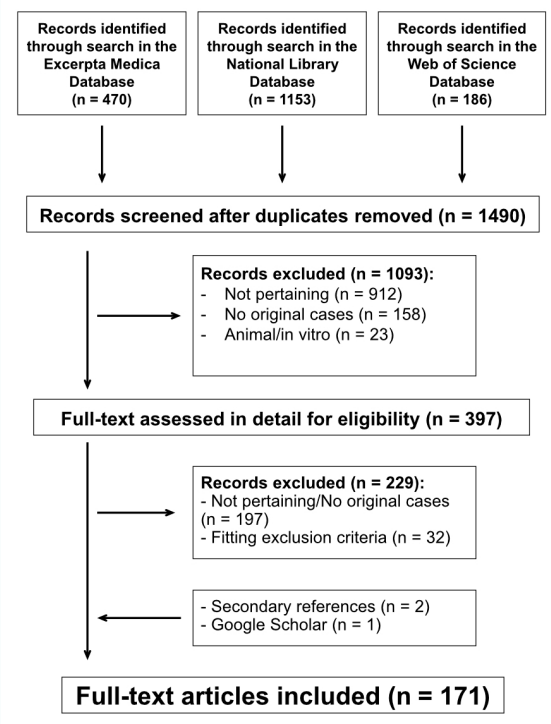 Records identified
through search in the
Excerpta Medica
Database
(n = 470)
Records identified
through search in the
National Library
Database
(n = 1153)
Records identified
through search in the
Web of Science
Database
(n = 186)
Records screened after duplicates removed (n = 1490)
Records excluded (n = 1093):
- Not pertaining (n = 912)
- No original cases (n = 158)
- Animal/in vitro (n = 23)
Full-text assessed in detail for eligibility (n = 397)
Records excluded (n = 229):
- Not pertaining/No original cases
(n = 197)
- Fitting exclusion criteria (n = 32)
- Secondary references (n = 2)
- Google Scholar (n = 1)
Full-text articles included (n = 171)